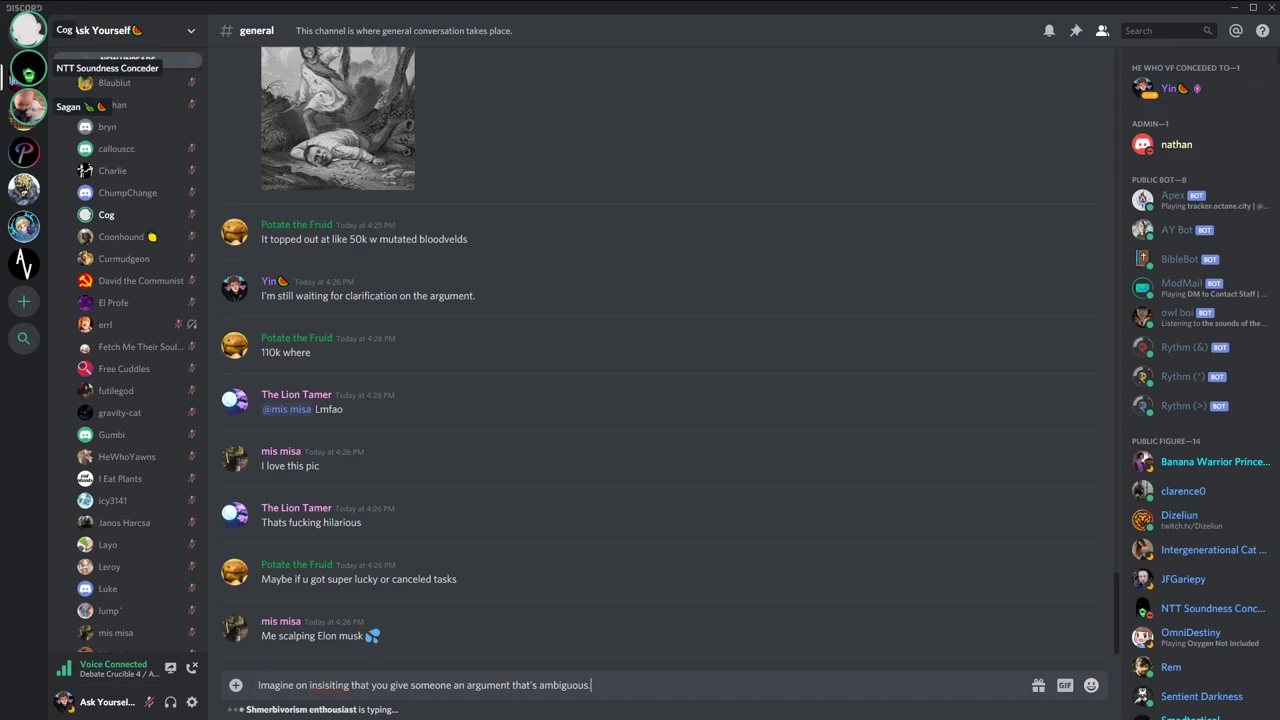 DISCORD
Cog
Ask Yourself🍉
NTT Soundness Conceder
Blaublut
Sagan 🍃🍉
han
bryn
callouscc
Charlie
ChumpChange
Cog
Coonhound 🍋
Curmudgeon
David the Communist
El Profe
errl
Fetch Me Their Soul...
Free Cuddles
futilegod
gravity-cat
Gumbi
HeWhoYawns
I Eat Plants
icy3141
Janos Harcsa
Layo
Leroy
Luke
lump`
mis misa
Voice Connected
Debate Crucible 4 / A...
Ask Yoursel...
# general
This channel is where general conversation takes place.
Search
Potate the Fruid Today at 4:25 PM
It topped out at like 50k w mutated bloodvelds
Yin🍉 Today at 4:26 PM
I'm still waiting for clarification on the argument.
Potate the Fruid Today at 4:26 PM
110k where
The Lion Tamer Today at 4:26 PM
@mis misa Lmfao
mis misa Today at 4:26 PM
I love this pic
The Lion Tamer Today at 4:26 PM
Thats fucking hilarious
Potate the Fruid Today at 4:26 PM
Maybe if u got super lucky or canceled tasks
mis misa Today at 4:26 PM
Me scalping Elon musk 💦
Imagine on insisiting that you give someone an argument that's ambiguous.
GIF
Shmerbivorism enthusiast is typing...
HE WHO VF CONCEDED TO—1
Yin🍉
ADMIN—1
nathan
PUBLIC BOT—8
Apex BOT
Playing tracker.octane.city | @...
AY Bot BOT
BibleBot BOT
ModMail BOT
Playing DM to Contact Staff | ...
owl boi BOT
Listening to the sounds of the ...
Rythm (&) BOT
Rythm (^) BOT
Rythm (>) BOT
PUBLIC FIGURE—14
Banana Warrior Prince...
clarence0
Dizeliun
twitch.tv/Dizeliun
Intergenerational Cat ...
JFGariepy
NTT Soundness Conc...
OmniDestiny
Playing Oxygen Not Included
Rem
Sentient Darkness